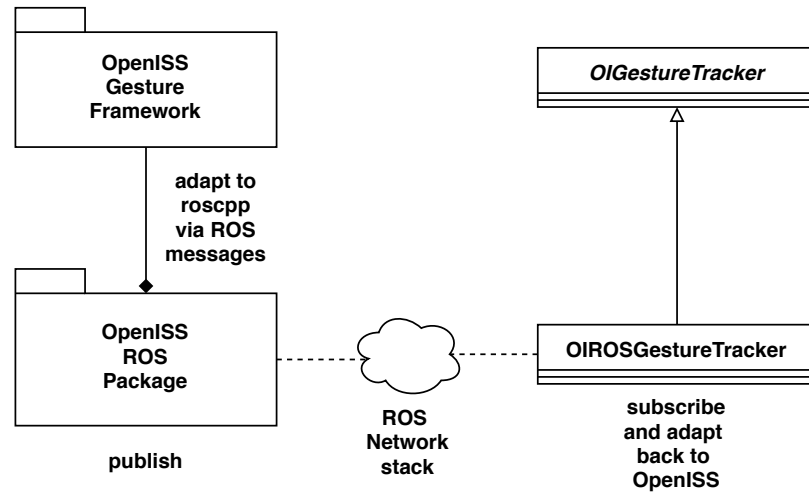 OpenISS
Gesture
Framework
OIGestureTracker
adapt to
roscpp
via ROS
messages
OpenISS
ROS
Package
OIROSGestureTracker
ROS
Network
stack
publish
subscribe
and adapt
back to
OpenISS